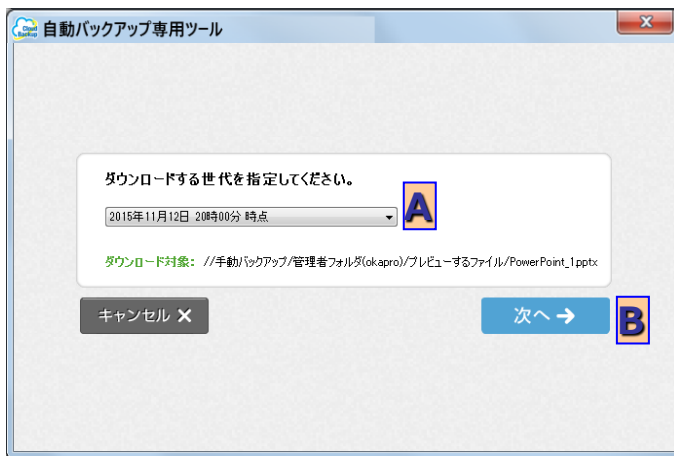 Cloud
Backup
自動バックアップ専用ツール
X
ダウンロードする世代を指定してください。
2015年11月12日 20時00分 時点
A
ダウンロード対象: //手動バックアップ/管理者フォルダ(okapro)/プレビューするファイル/PowerPoint_1.pptx
キャンセル ✕
次へ →
B